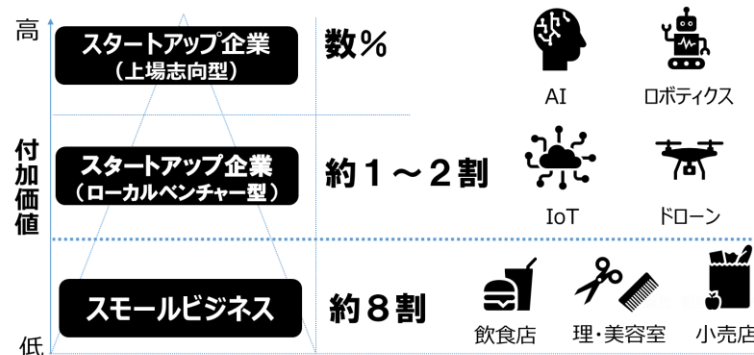 高
スタートアップ企業
（上場志向型）
数％
AI
ロボティクス
付加価値
スタートアップ企業
（ローカルベンチャー型）
約１～２割
IoT
ドローン
スモールビジネス
約８割
飲食店
理・美容室
小売店
低